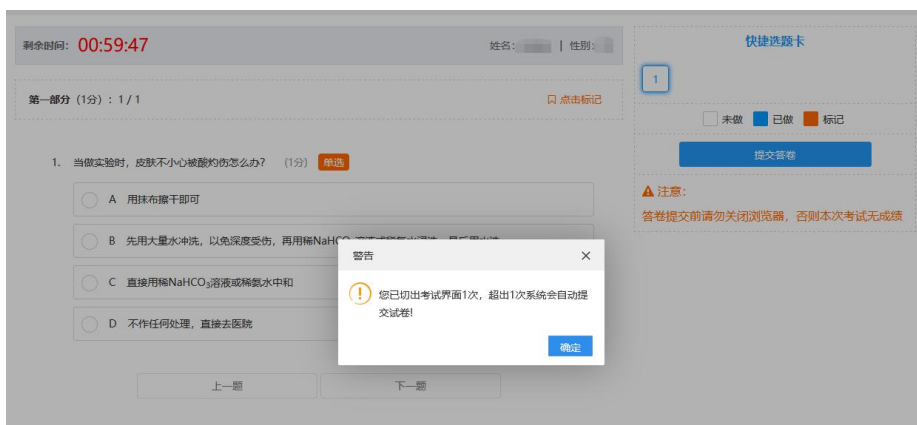 剩余时间: 00:59:47
姓名: | 性别:
快捷选题卡
1
第一部分 (1分) : 1 / 1
点击标记
未做 已做 标记
提交答卷
注意:
答卷提交前请勿关闭浏览器,否则本次考试无成绩
1. 当做实验时,皮肤不小心被酸灼伤怎么办? (1分) 单选
A 用抹布擦干即可
B 先用大量水冲洗,以免深度受伤,再用稀NaHCO
C 直接用稀NaHCO₃溶液或稀氨水中和
D 不作任何处理,直接去医院
警告 ×
您已切出考试界面1次,超出1次系统会自动提
交试卷!
确定
上一题 下一题